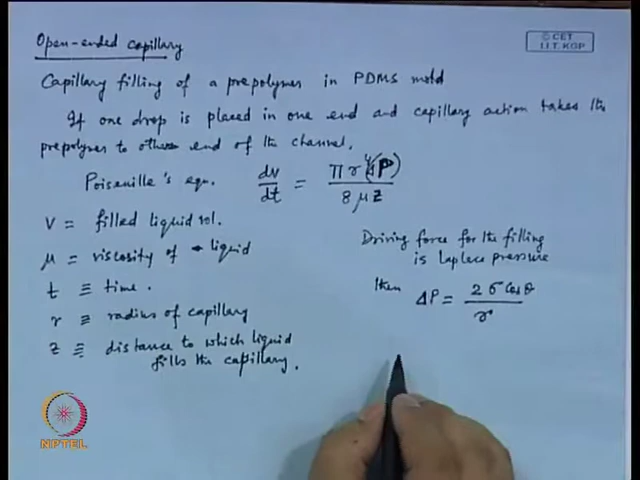 Open-ended capillary
© CET
I.I.T. KGP
Capillary filling of a prepolymer in PDMS mold
If one drop is placed in one end and capillary action takes the
prepolymer to other end of the channel.
Poiseuille's eqn. dv/dt = πr⁴(ΔP)/8μz
V = filled liquid vol.
μ = viscosity of liquid
t ≡ time.
r ≡ radius of capillary
z ≡ distance to which liquid
fills the capillary.
Driving force for the filling
is laplace pressure
then ΔP = 2σ cos θ/r
NPTEL